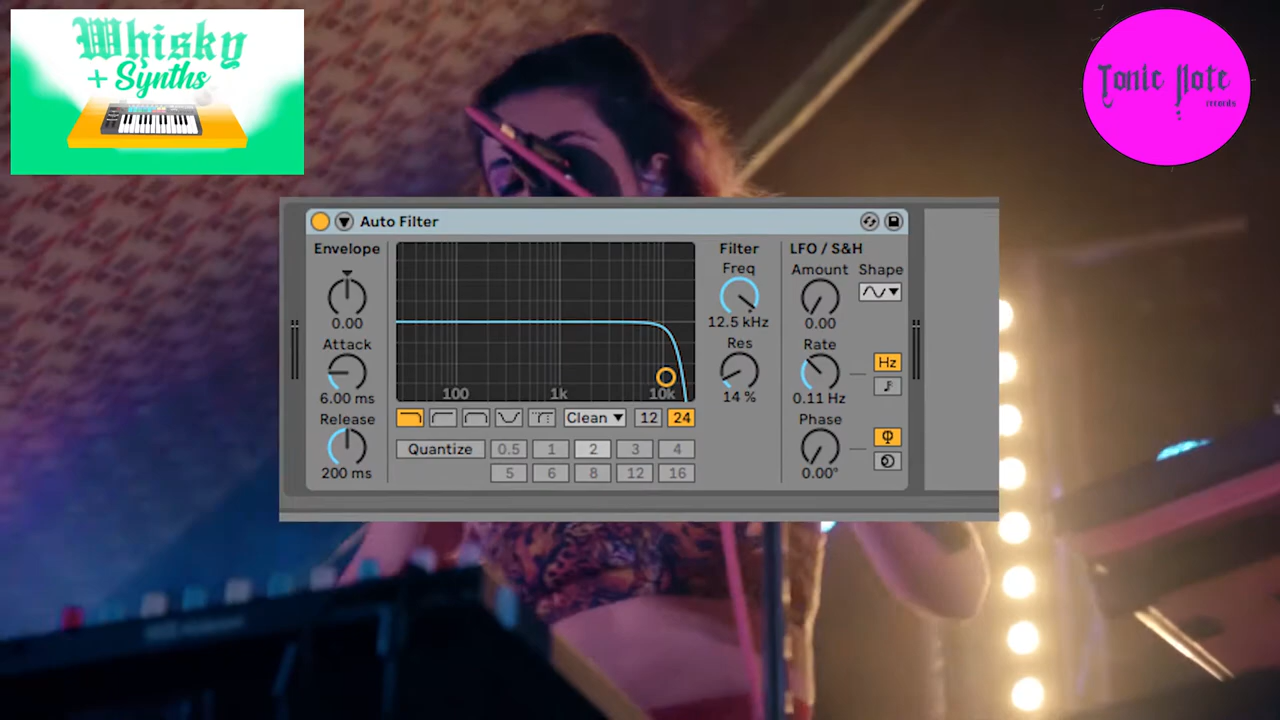 Whisky
+ Synths
Tonic Note
records
Auto Filter
Envelope
Filter
LFO / S&H
Freq
Amount
Shape
0.00
12.5 kHz
0.00
Attack
Res
Rate
Hz
100
1k
10k
6.00 ms
14 %
0.11 Hz
Release
Clean
12
24
Phase
Quantize
0.5
1
2
3
4
200 ms
5
6
8
12
16
0.00°